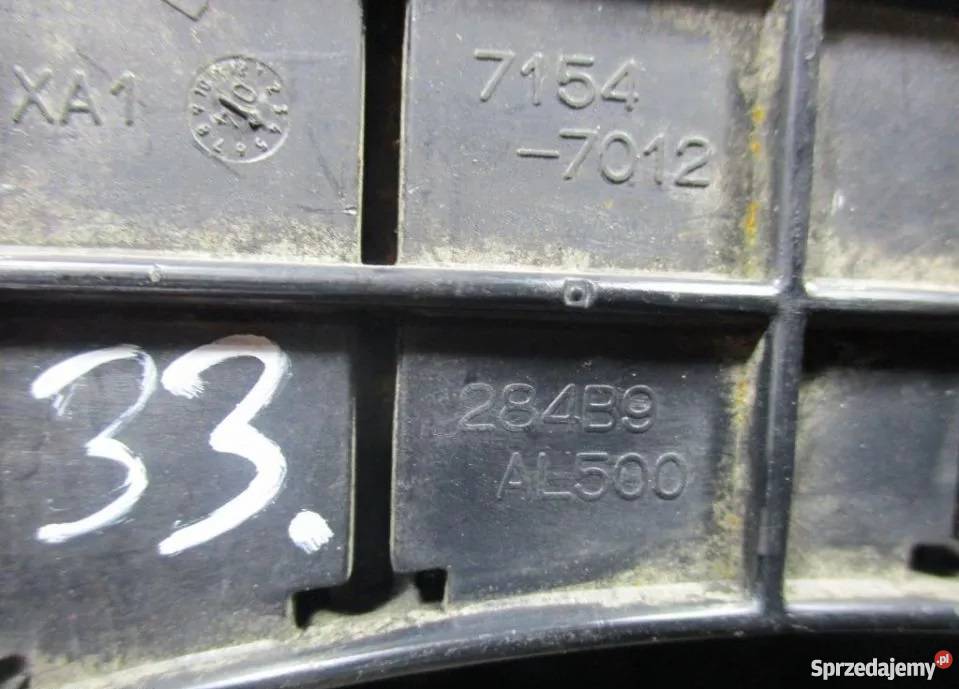 XA1
7154
-7012
33.
284B9
AL500
Sprzedajemy.pl